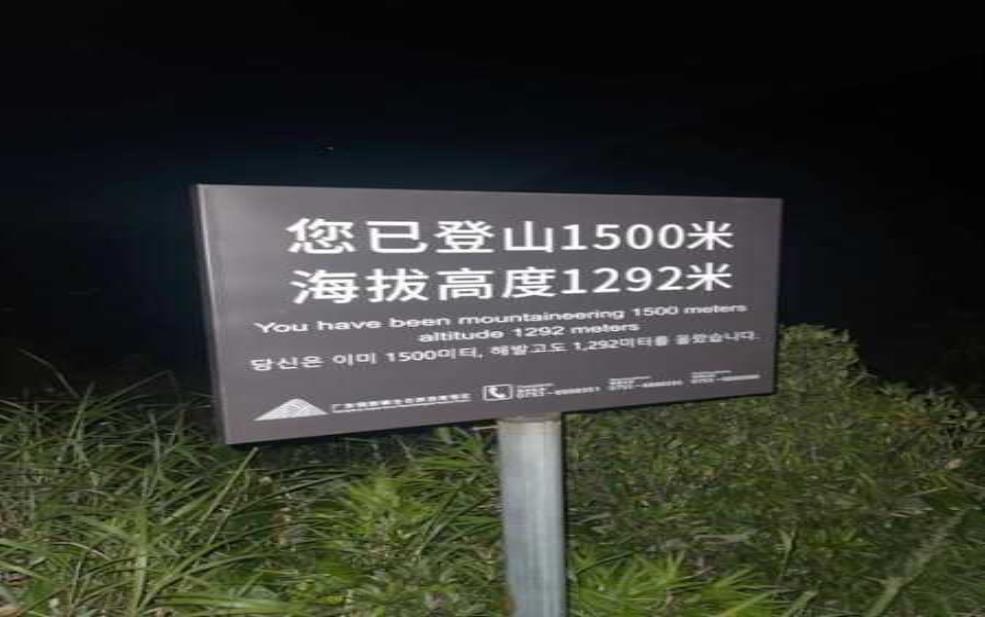 您已登山1500米
海拔高度1292米
You have been mountaineering 1500 meters
altitude 1292 meters
당신은 이미 1500미터, 해발고도 1,292미터를 올랐습니다.